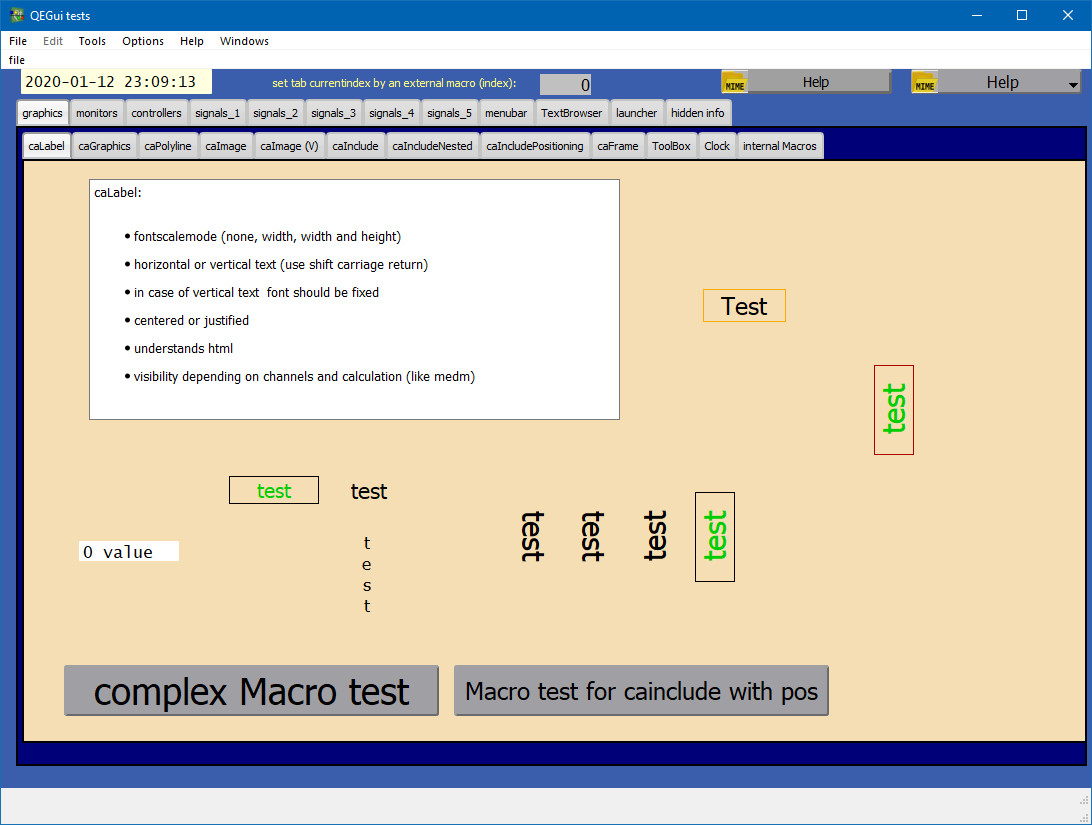 QEGui tests
File Edit Tools Options Help Windows
file
2020-01-12 23:09:13 set tab currentindex by an external macro (index): 0 MIME Help MIME Help
graphics monitors controllers signals_1 signals_2 signals_3 signals_4 signals_5 menubar TextBrowser launcher hidden info
caLabel caGraphics caPolyline caImage caImage (V) caInclude caIncludeNested caIncludePositioning caFrame ToolBox Clock internal Macros
caLabel:
• fontscalemode (none, width, width and height)
• horizontal or vertical text (use shift carriage return)
• in case of vertical text  font should be fixed
• centered or justified
• understands html
• visibility depending on channels and calculation (like medm)
Test
test
test test
test test test test
0 value
t
e
s
t
complex Macro test Macro test for cainclude with pos